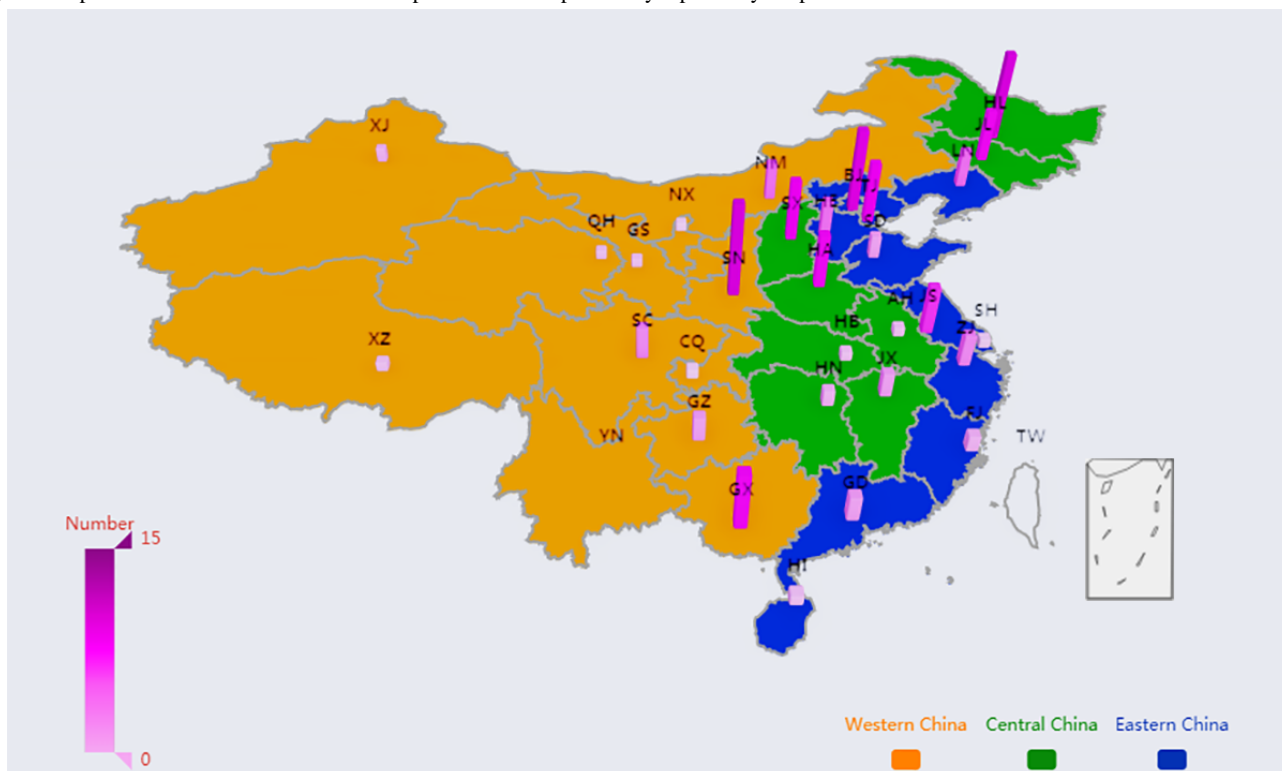 HL
XJ
JL
LN
NM
BJ
TJ
NX
SX
HB
QH
SD
GS
HA
SN
AH
JS
SH
SC
HB
ZJ
XZ
CQ
JX
HN
GZ
FJ
YN
TW
GD
GX
Number
15
HI
Western China Central China Eastern China
0